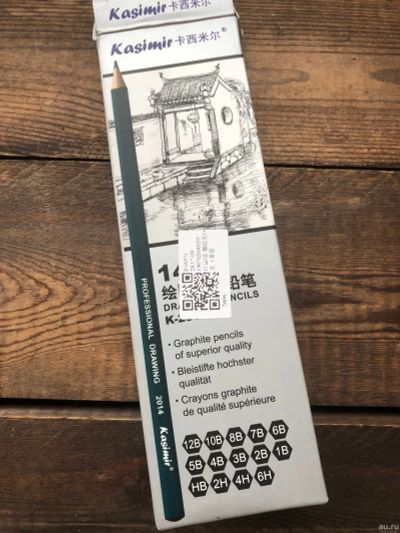 Kasimir 卡西米尔
Kasimir 卡西米尔®
14
绘 铅笔
PENCILS
PROFESSIONAL DRAWING 2014 Kasimir®
· Graphite pencils
of superior quality
· Bleistifte hochster
qualitat
· Crayons graphite
de qualité supérieure
12B 10B 8B 7B 6B
5B 4B 3B 2B 1B
HB 2H 4H 6H
au.ru